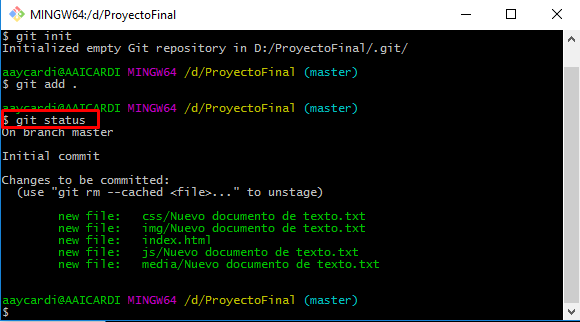 MINGW64:/d/ProyectoFinal
$ git init
Initialized empty Git repository in D:/ProyectoFinal/.git/
aaycardi@AAICARDI MINGW64 /d/ProyectoFinal (master)
$ git add .
aaycardi@AAICARDI MINGW64 /d/ProyectoFinal (master)
$ git status
On branch master
Initial commit
Changes to be committed:
(use "git rm --cached <file>..." to unstage)
new file: css/Nuevo documento de texto.txt
new file: img/Nuevo documento de texto.txt
new file: index.html
new file: js/Nuevo documento de texto.txt
new file: media/Nuevo documento de texto.txt
aaycardi@AAICARDI MINGW64 /d/ProyectoFinal (master)
$